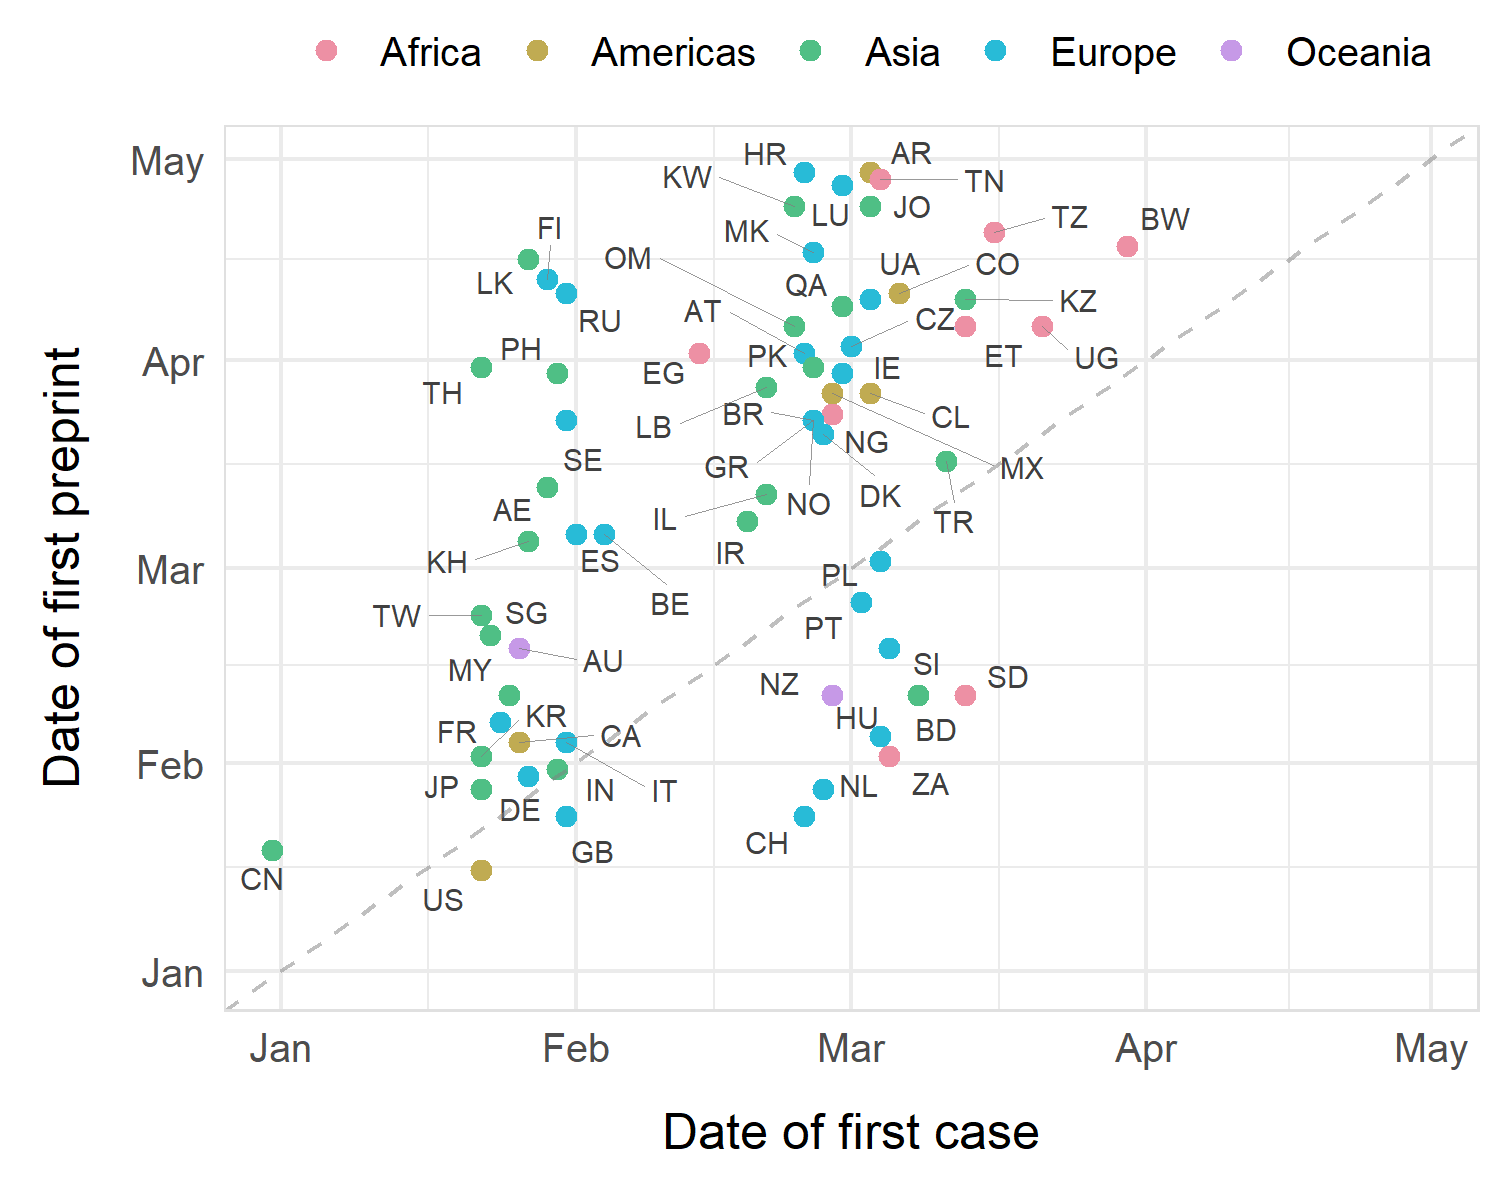 Africa Americas Asia Europe Oceania
Date of first preprint
May
Apr
Mar
Feb
Jan
HR
AR
KW
TN
LU
JO
TZ
BW
FI
MK
OM
UA
CO
LK
QA
KZ
RU
AT
CZ
PH
PK
ET
UG
EG
IE
TH
LB
BR
CL
NG
SE
GR
MX
NO
DK
AE
IL
TR
IR
KH
ES
PL
BE
TW
SG
PT
MY
AU
SI
NZ
SD
FR
KR
HU
BD
CA
JP
DE
IN
IT
NL
ZA
GB
CH
CN
US
Jan Feb Mar Apr May
Date of first case